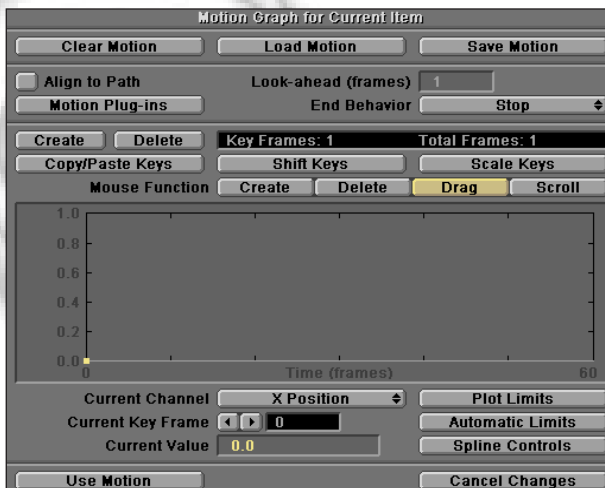 Motion Graph for Current Item
Clear Motion Load Motion Save Motion
Align to Path Look-ahead (frames) 1
Motion Plug-ins End Behavior Stop
Create Delete Key Frames: 1 Total Frames: 1
Copy/Paste Keys Shift Keys Scale Keys
Mouse Function Create Delete Drag Scroll
1.0
0.8
0.6
0.4
0.2
0.0
0 Time (frames) 60
Current Channel X Position Plot Limits
Current Key Frame 0 Automatic Limits
Current Value 0.0 Spline Controls
Use Motion Cancel Changes